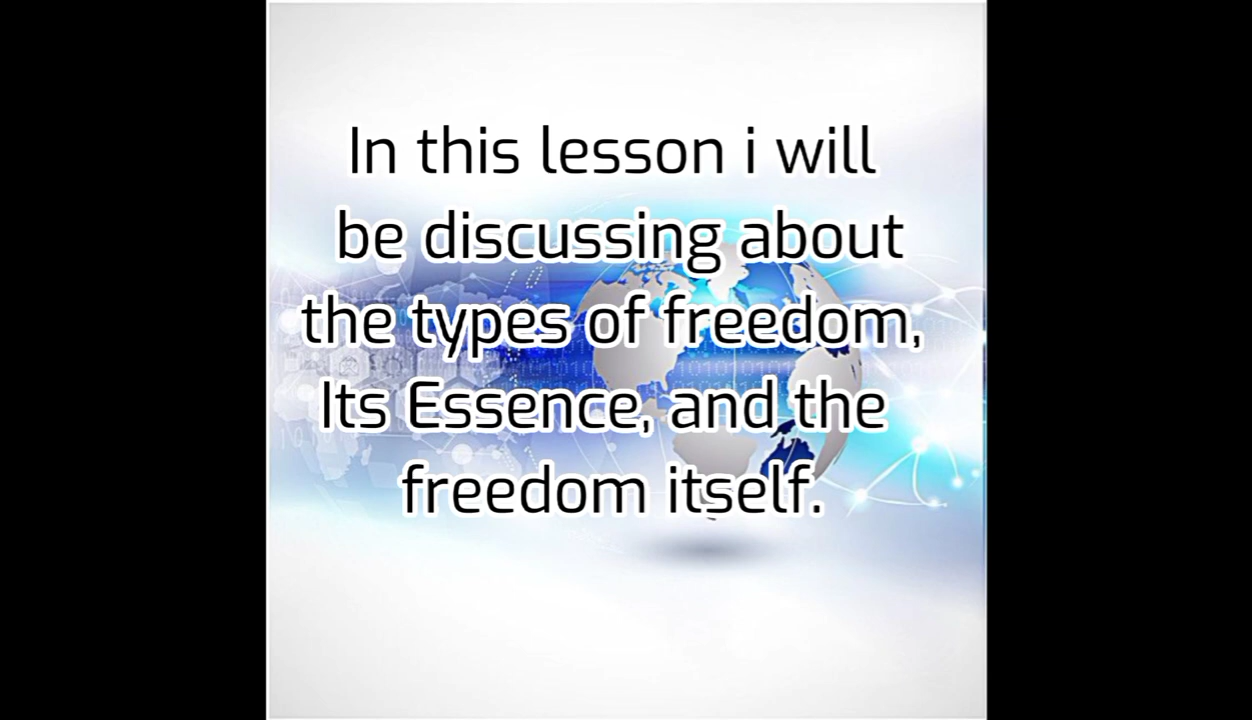 In this lesson i will
be discussing about
the types of freedom,
Its Essence, and the
freedom itself.